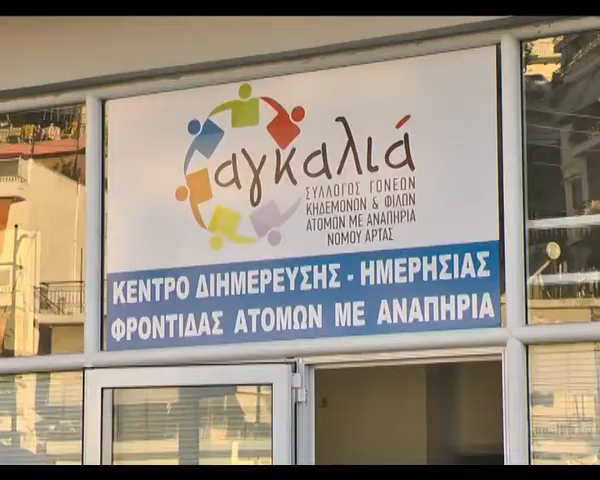 αγκαλιά
ΣΥΛΛΟΓΟΣ ΓΟΝΕΩΝ
ΚΗΔΕΜΟΝΩΝ & ΦΙΛΩΝ
ΑΤΟΜΩΝ ΜΕ ΑΝΑΠΗΡΙΑ
ΝΟΜΟΥ ΑΡΤΑΣ
ΚΕΝΤΡΟ ΔΙΗΜΕΡΕΥΣΗΣ - ΗΜΕΡΗΣΙΑΣ
ΦΡΟΝΤΙΔΑΣ ΑΤΟΜΩΝ ΜΕ ΑΝΑΠΗΡΙΑ